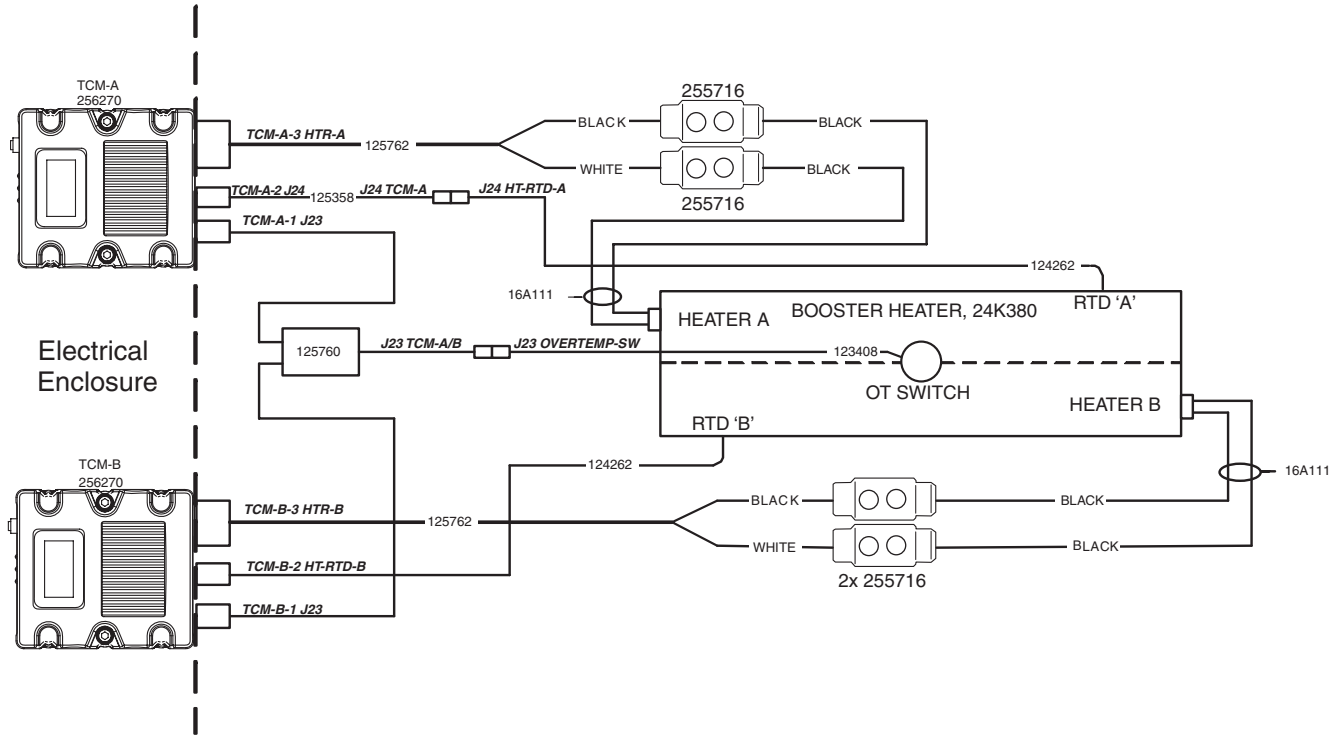 TCM-A
256270
TCM-A-3 HTR-A
125762
BLACK
255716
BLACK
WHITE
255716
BLACK
TCM-A-2 J24
125358
J24 TCM-A
J24 HT-RTD-A
TCM-A-1 J23
124262
16A111
HEATER A
BOOSTER HEATER, 24K380
RTD ‘A’
Electrical
Enclosure
125760
J23 TCM-A/B
J23 OVERTEMP-SW
123408
OT SWITCH
HEATER B
RTD ‘B’
124262
16A111
TCM-B
256270
TCM-B-3 HTR-B
125762
BLACK
BLACK
WHITE
BLACK
2x 255716
TCM-B-2 HT-RTD-B
TCM-B-1 J23